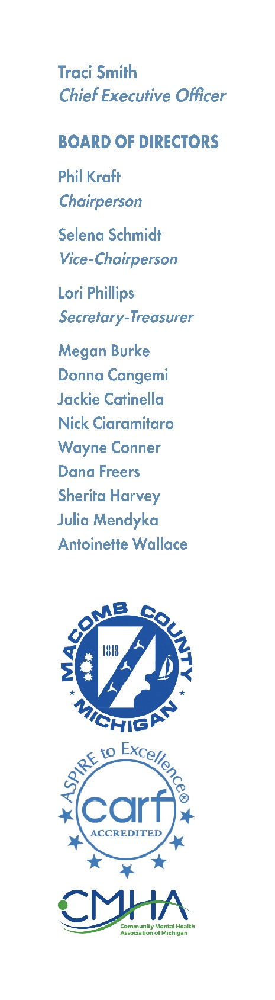 Traci Smith
Chief Executive Officer
BOARD OF DIRECTORS
Phil Kraft
Chairperson
Selena Schmidt
Vice-Chairperson
Lori Phillips
Secretary-Treasurer
Megan Burke
Donna Cangemi
Jackie Catinella
Nick Ciaramitaro
Wayne Conner
Dana Freers
Sherita Harvey
Julia Mendyka
Antoinette Wallace
MACOMB COUNTY
1818
MICHIGAN
ASPIRE to Excellence®
carf
ACCREDITED
CMHA
Community Mental Health
Association of Michigan